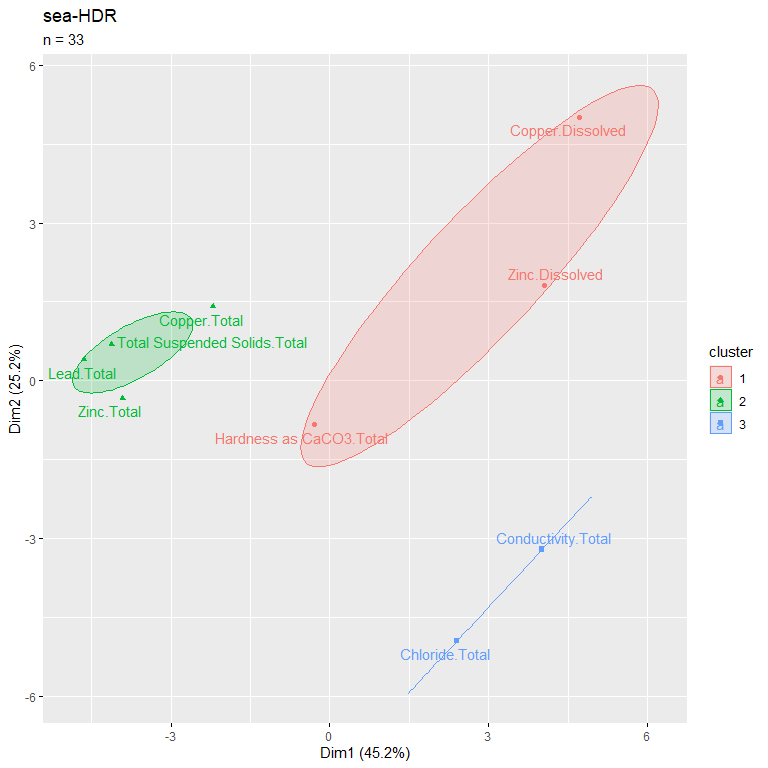 sea-HDR
n = 33
6
Copper.Dissolved
3
Zinc.Dissolved
Copper.Total
Total Suspended Solids.Total
Lead.Total
0
Zinc.Total
Hardness as CaCO3.Total
-3
Conductivity.Total
Chloride.Total
-6
Dim2 (25.2%)
-3 0 3 6
Dim1 (45.2%)
cluster
a 1
a 2
a 3